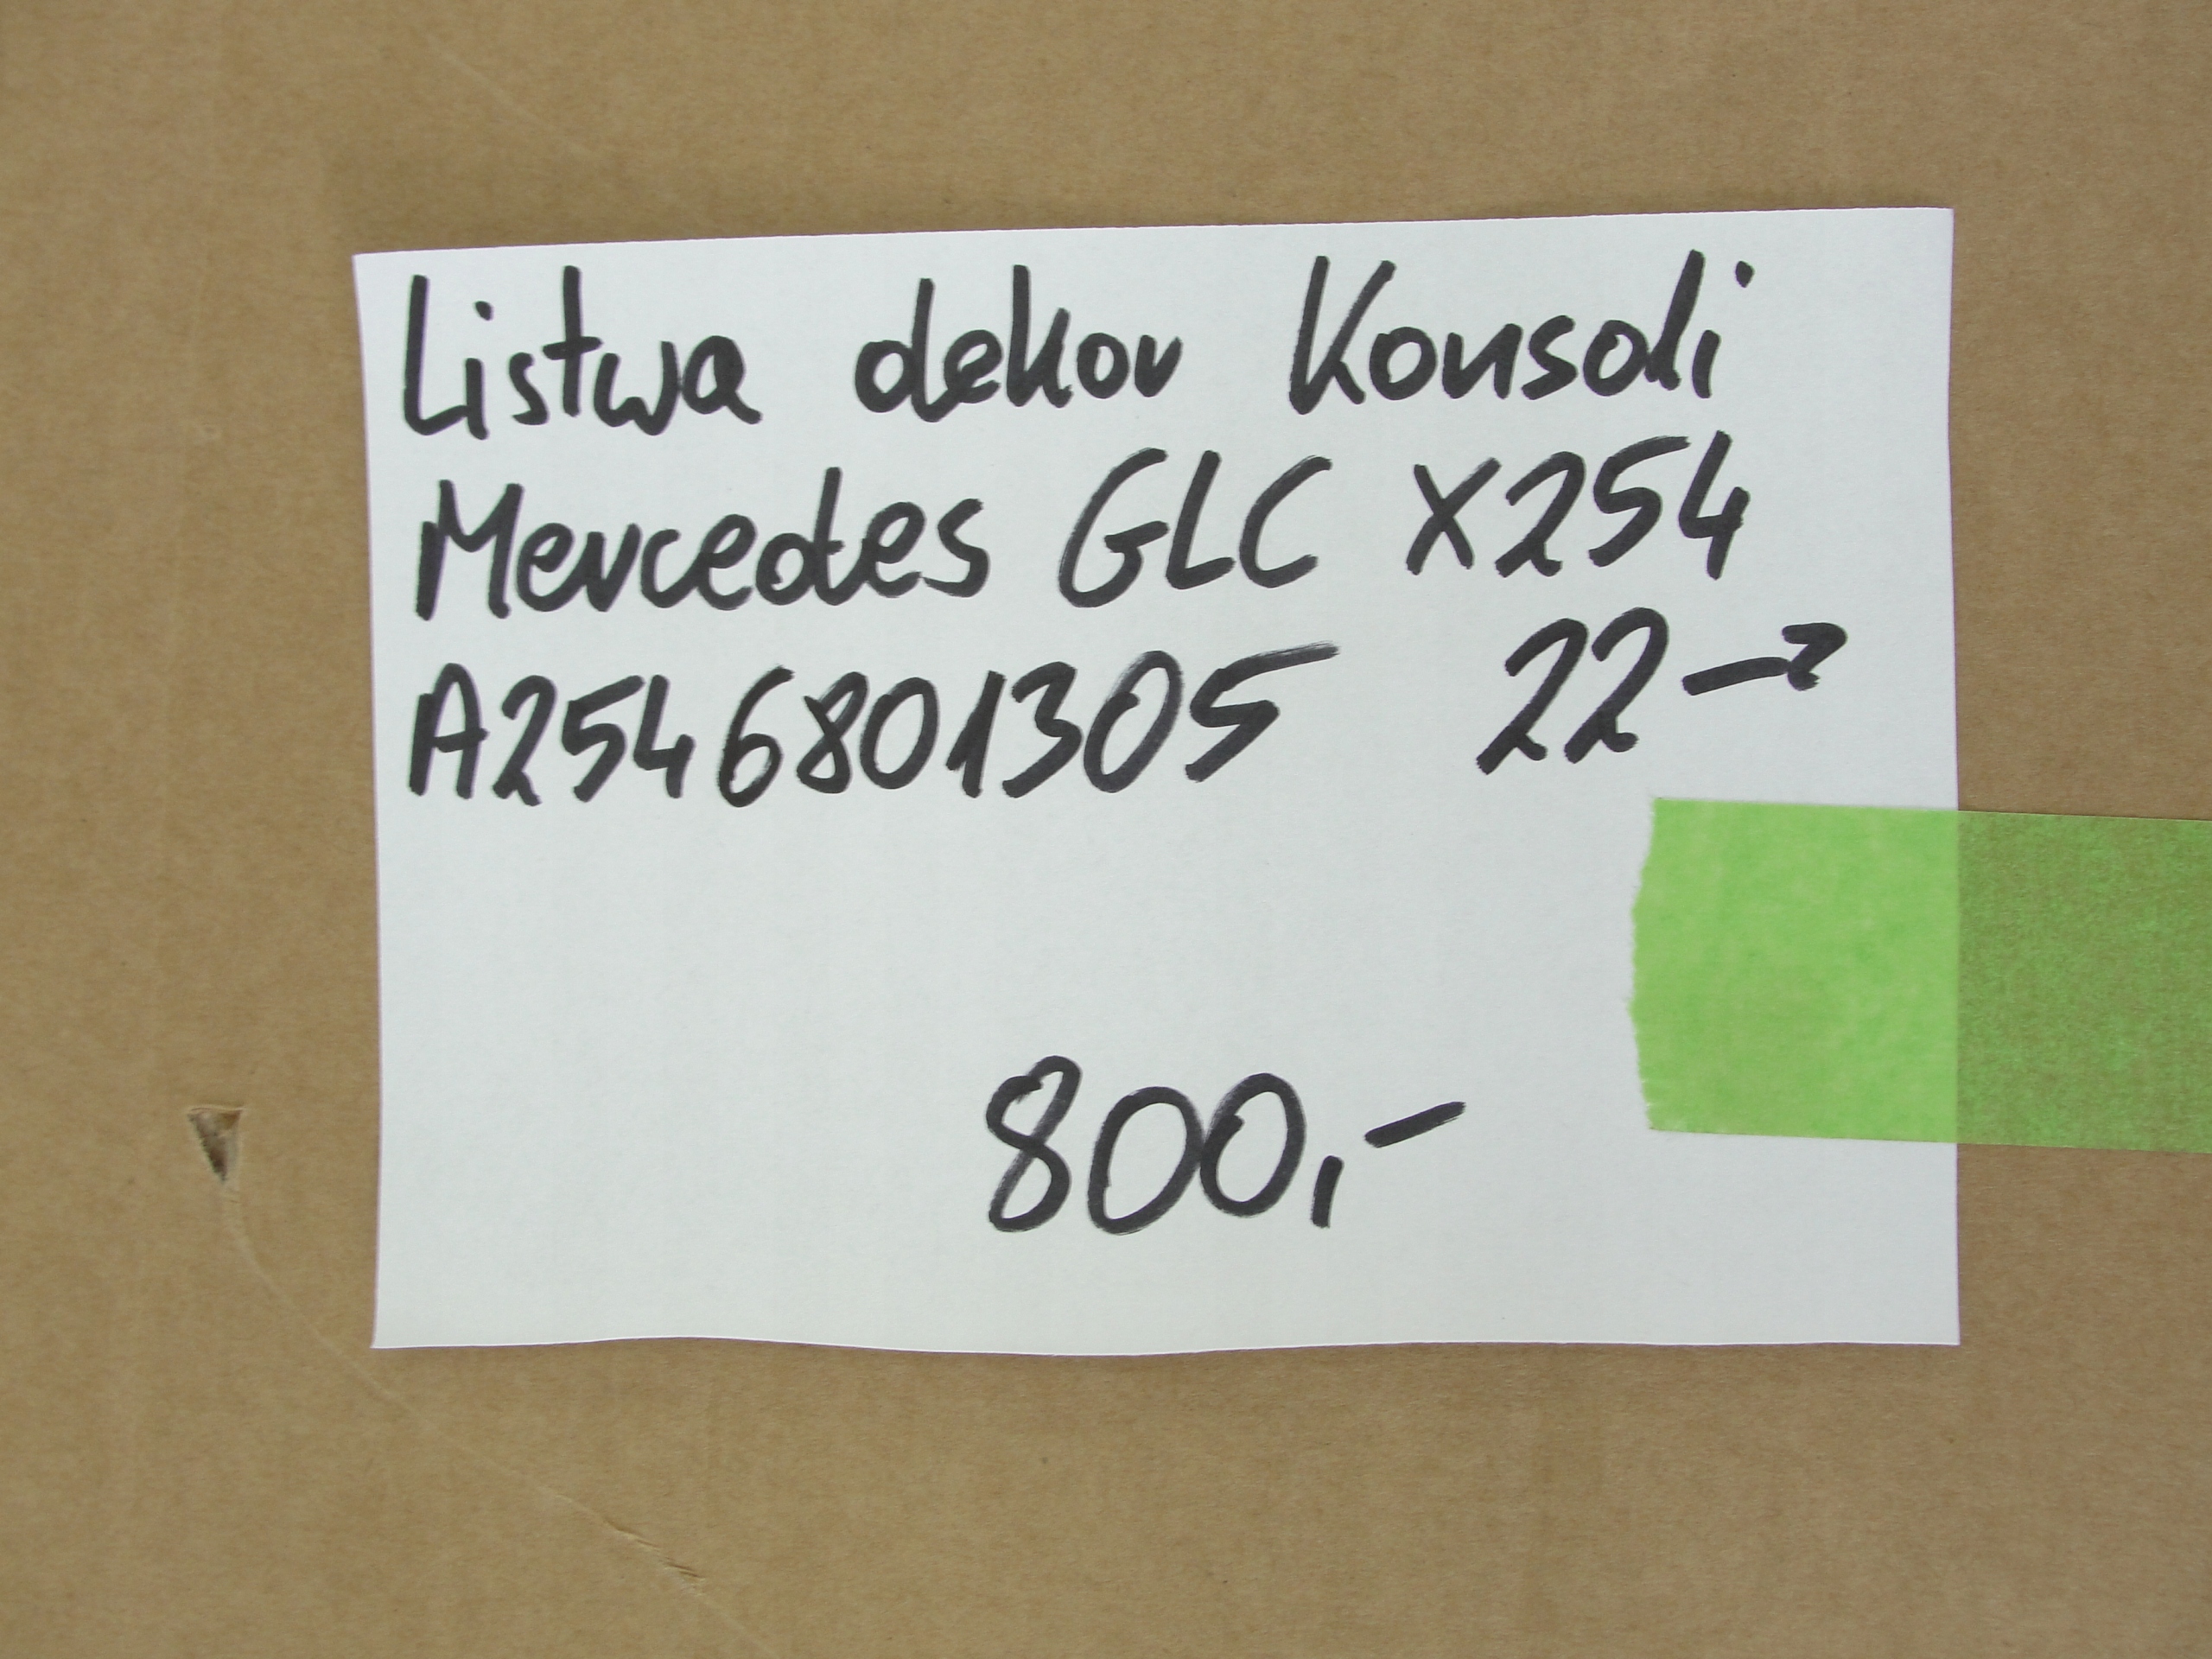 Listwa dekor Konsoli
Mercedes GLC X254
A2546801305 22→
800,-